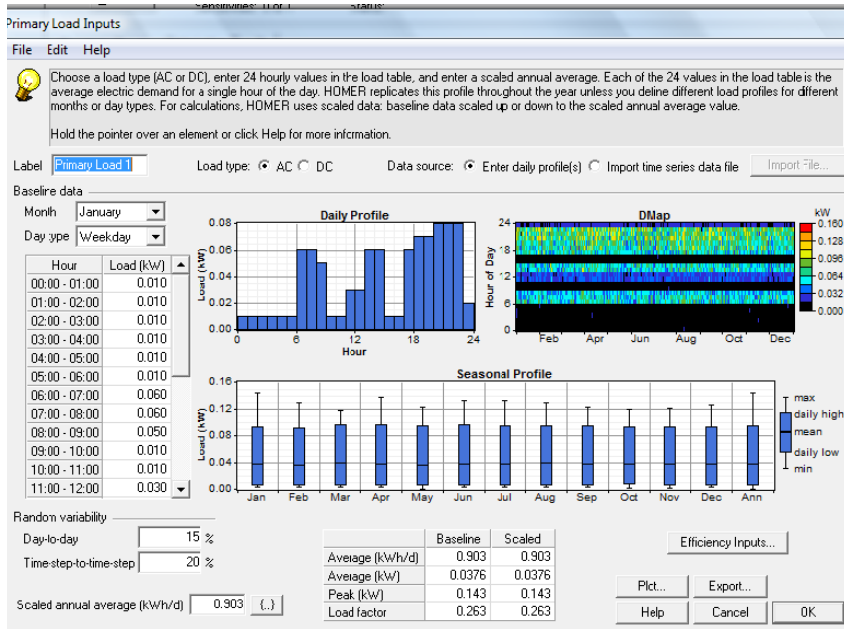 Primary Load Inputs
File Edit Help
Choose a load type (AC or DC), enter 24 hourly values in the load table, and enter a scaled annual average. Each of the 24 values in the load table is the
average electric demand for a single hour of the day. HOMER replicates this profile throughout the year unless you define different load profiles for different
months or day types. For calculations, HOMER uses scaled data: baseline data scaled up or down to the scaled annual average value.
Hold the pointer over an element or click Help for more information.
Label Primary Load 1 Load type: AC DC Data source: Enter daily profile(s) Import time series data file Import File...
Baseline data
Month January
Day type Weekday
Hour Load (kW)
00:00 - 01:00 0.010
01:00 - 02:00 0.010
02:00 - 03:00 0.010
03:00 - 04:00 0.010
04:00 - 05:00 0.010
05:00 - 06:00 0.010
06:00 - 07:00 0.060
07:00 - 08:00 0.060
08:00 - 09:00 0.050
09:00 - 10:00 0.010
10:00 - 11:00 0.010
11:00 - 12:00 0.030
Daily Profile
Load (kW)
0.08
0.06
0.04
0.02
0.00
0 6 12 18 24
Hour
DMap
Hour of Day
24
18
12
6
0
Feb Apr Jun Aug Oct Dec
kW
0.160
0.128
0.096
0.064
0.032
0.000
Seasonal Profile
Load (kW)
0.16
0.12
0.08
0.04
0.00
Jan Feb Mar Apr May Jun Jul Aug Sep Oct Nov Dec Ann
max
daily high
mean
daily low
min
Random variability
Day-to-day 15 %
Time-step-to-time-step 20 %
Scaled annual average (kWh/d) 0.903 {..}
Baseline Scaled
Average (kWh/d) 0.903 0.903
Average (kW) 0.0376 0.0376
Peak (kW) 0.143 0.143
Load factor 0.263 0.263
Efficiency Inputs...
Plot... Export...
Help Cancel OK